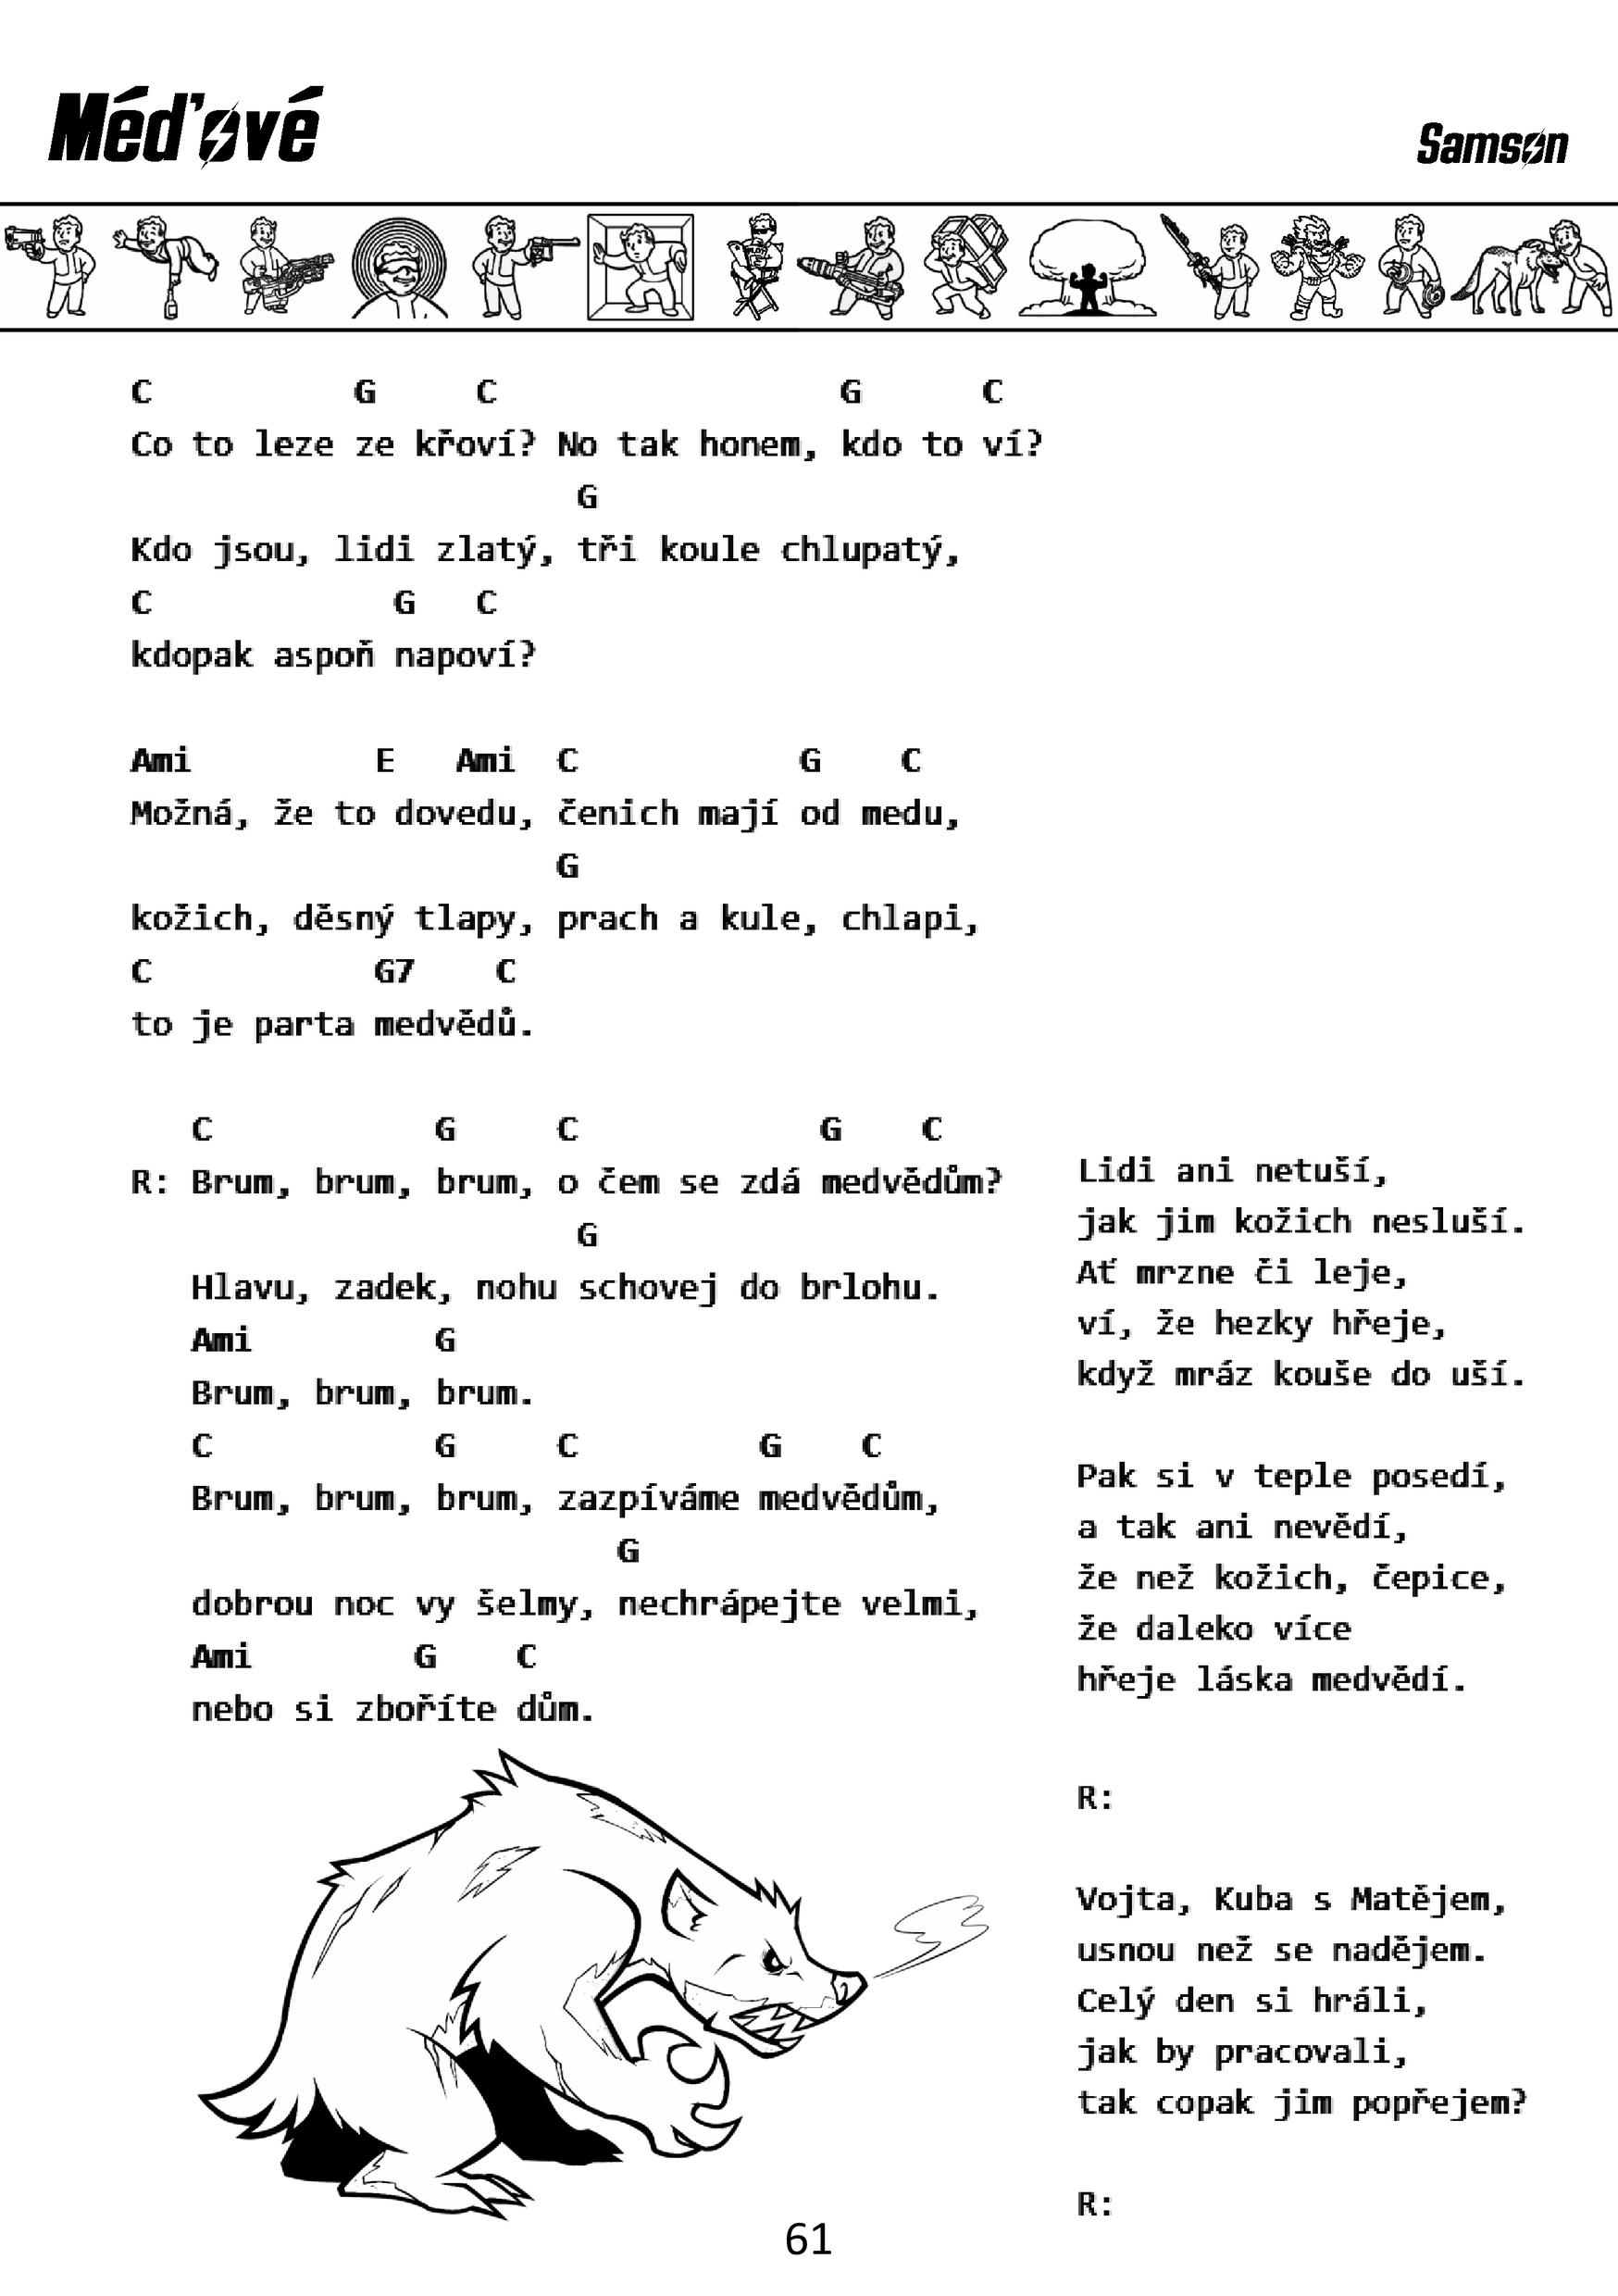 Méďové
Samson
C          G     C                 G      C
Co to leze ze křoví? No tak honem, kdo to ví?
                      G
Kdo jsou, lidi zlatý, tři koule chlupatý,
C            G   C
kdopak aspoň napoví?

Ami         E   Ami  C           G    C
Možná, že to dovedu, čenich mají od medu,
                     G
kožich, děsný tlapy, prach a kule, chlapi,
C           G7    C
to je parta medvědů.

   C           G     C            G    C
R: Brum, brum, brum, o čem se zdá medvědům?
                      G
   Hlavu, zadek, nohu schovej do brlohu.
   Ami         G
   Brum, brum, brum.
   C           G     C         G    C
   Brum, brum, brum, zazpíváme medvědům,
                        G
   dobrou noc vy šelmy, nechrápejte velmi,
   Ami        G    C
   nebo si zboříte dům.

Lidi ani netuší,
jak jim kožich nesluší.
Ať mrzne či leje,
ví, že hezky hřeje,
když mráz kouše do uší.

Pak si v teple posedí,
a tak ani nevědí,
že než kožich, čepice,
že daleko více
hřeje láska medvědí.

R:

Vojta, Kuba s Matějem,
usnou než se nadějem.
Celý den si hráli,
jak by pracovali,
tak copak jim popřejem?

R:
61